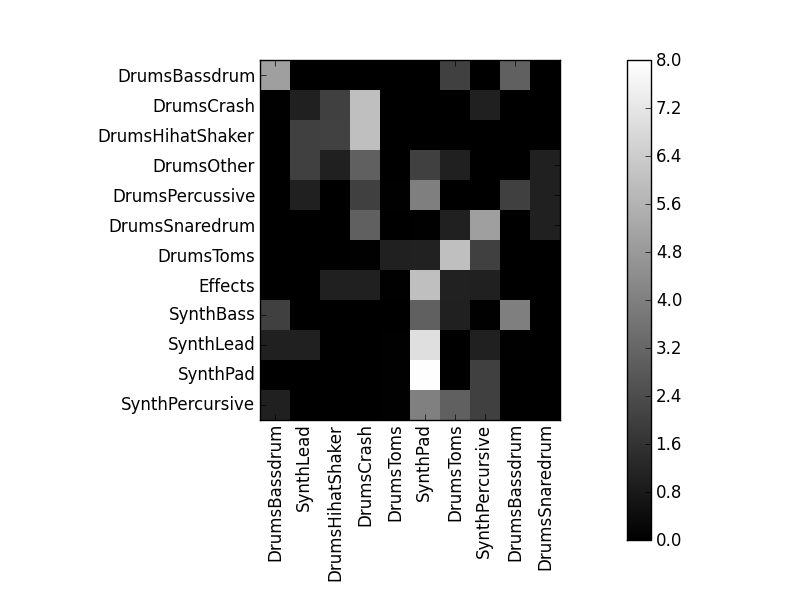 DrumsBassdrum
DrumsCrash
DrumsHihatShaker
DrumsOther
DrumsPercussive
DrumsSnaredrum
DrumsToms
Effects
SynthBass
SynthLead
SynthPad
SynthPercursive
DrumsBassdrum
SynthLead
DrumsHihatShaker
DrumsCrash
DrumsToms
SynthPad
DrumsToms
SynthPercursive
DrumsBassdrum
DrumsSnaredrum
8.0
7.2
6.4
5.6
4.8
4.0
3.2
2.4
1.6
0.8
0.0